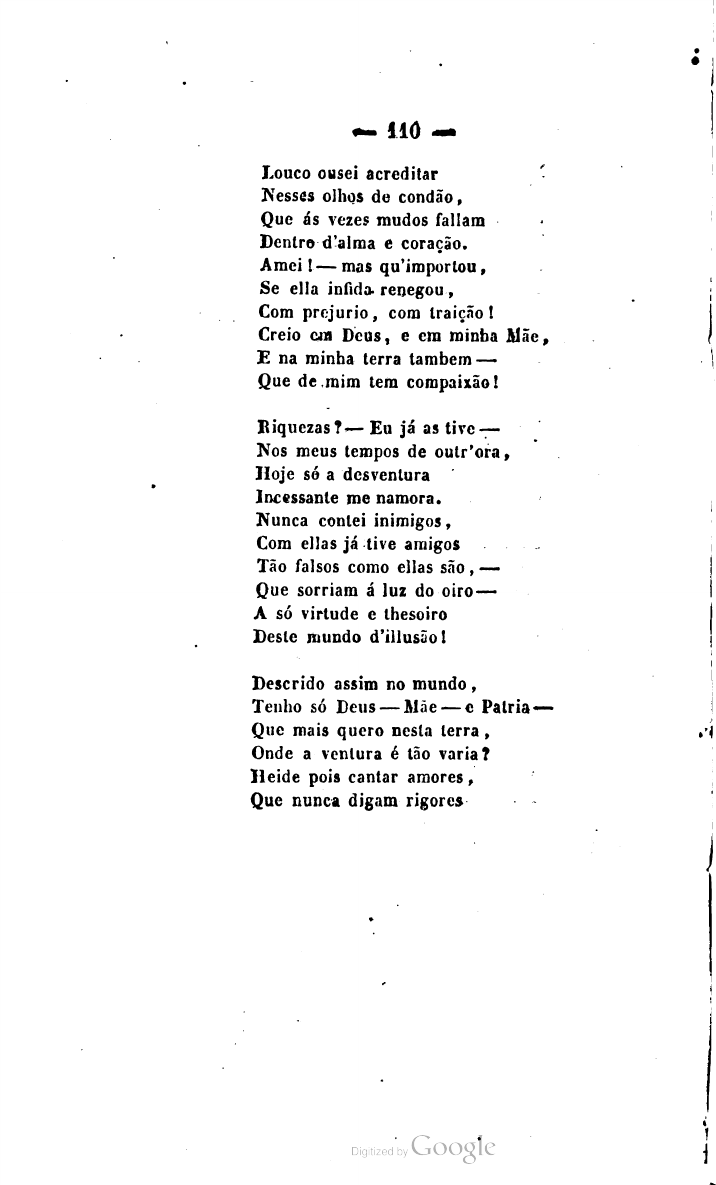 — 110 —
Louco ousei acreditar
Nesses olhos de condão,
Que ás vezes mudos fallam
Dentro d'alma e coração.
Amei! — mas qu'importou,
Se ella infida renegou,
Com prejurio, com traição!
Creio em Deus, e em minha Mãe,
E na minha terra tambem —
Que de mim tem compaixão!

Riquezas? — Eu já as tive —
Nos meus tempos de outr'ora,
Hoje só a desventura
Incessante me namora.
Nunca contei inimigos,
Com ellas já tive amigos
Tão falsos como ellas são, —
Que sorriam á luz do oiro —
A só virtude e thesoiro
Deste mundo d'illusão!

Descrido assim no mundo,
Tenho só Deus — Mãe — e Patria —
Que mais quero nesta terra,
Onde a ventura é tão varia?
Heide pois cantar amores,
Que nunca digam rigores
Digitized by Google